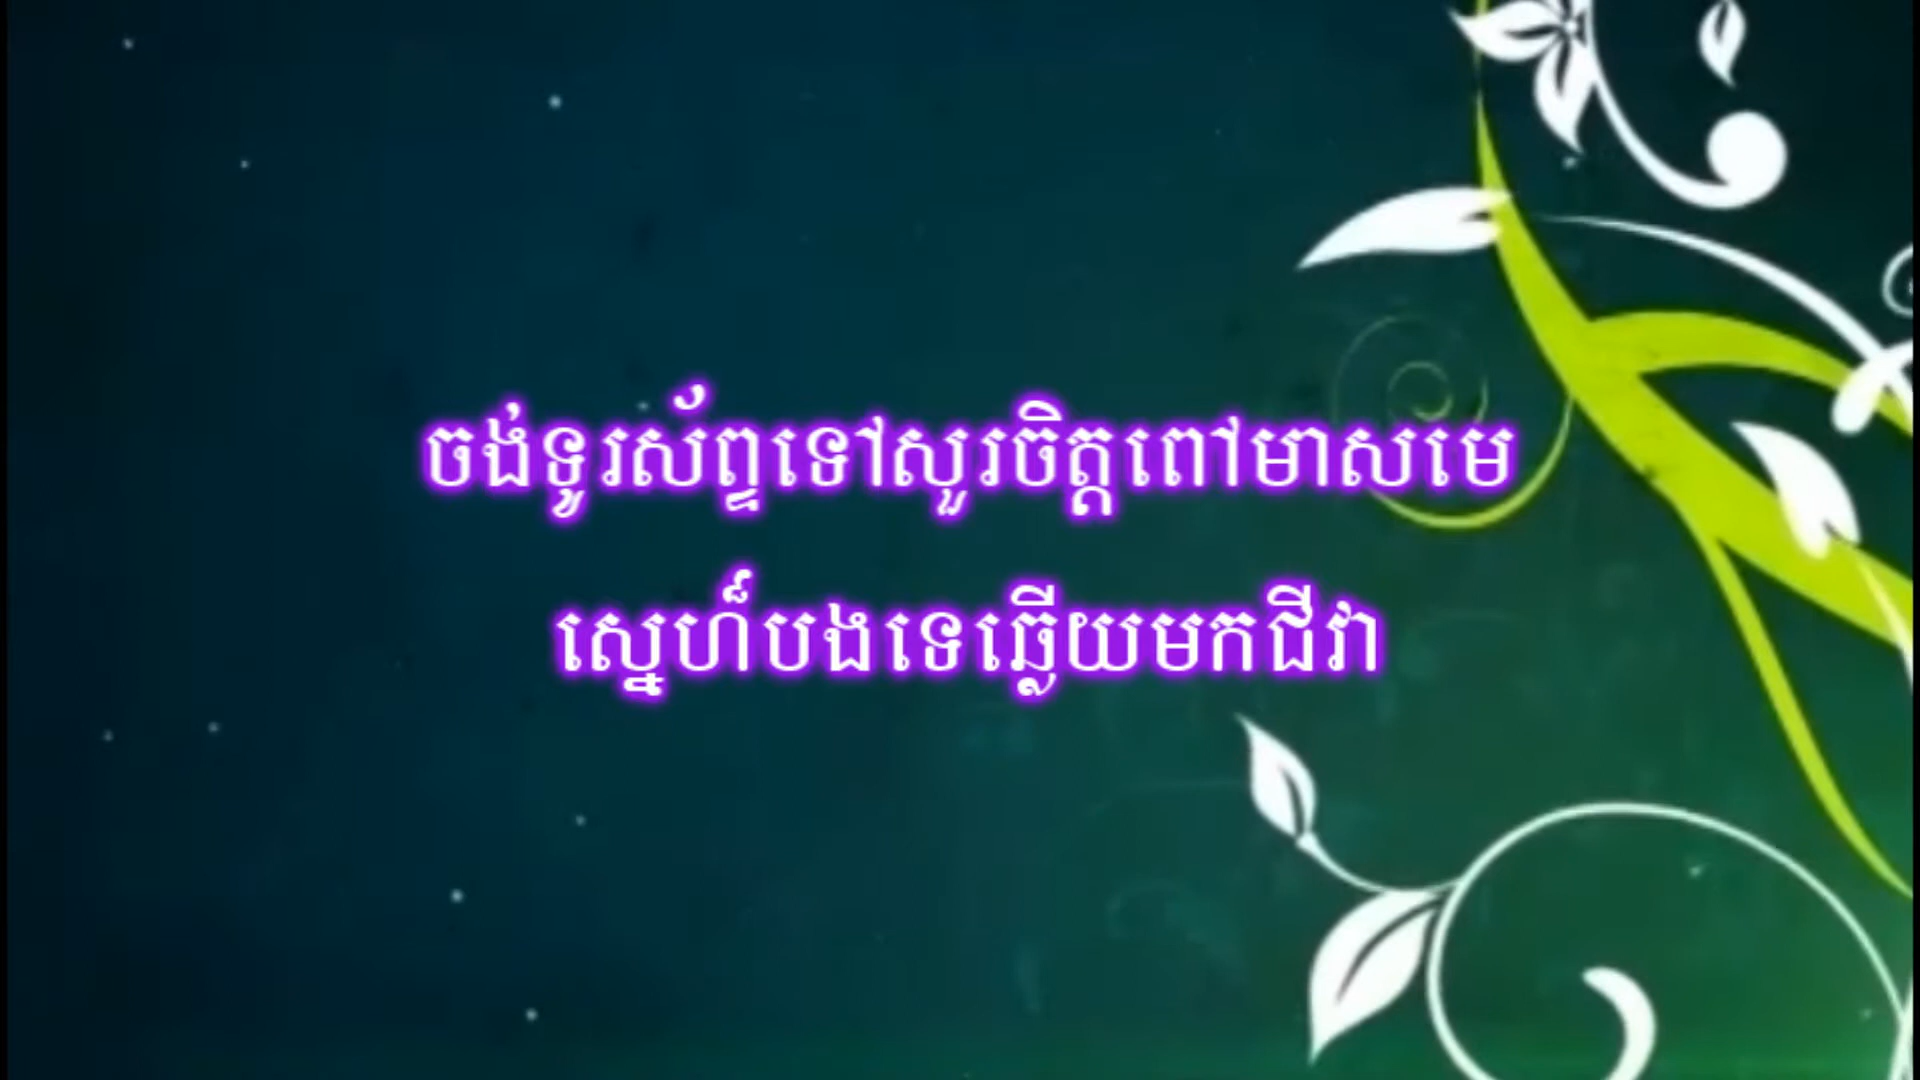 ចង់ទូរស័ព្ទទៅសួរចិត្តពៅមាសមេ
ស្នេហ៏បងទេឆ្លើយមកជីវា